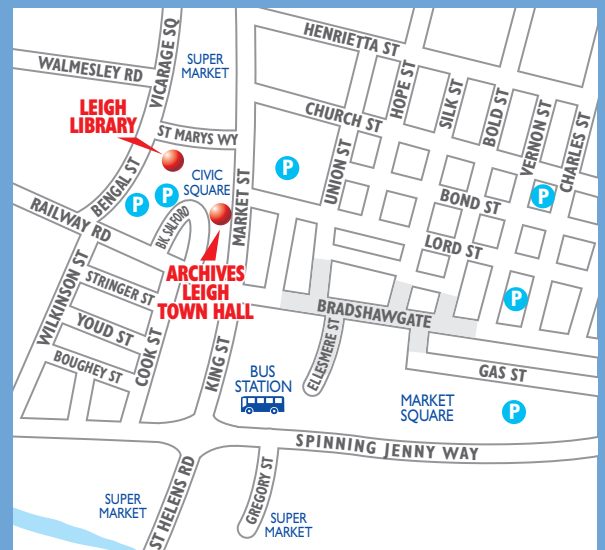 HENRIETTA ST
VICARAGE SQ
SUPER
MARKET
WALMESLEY RD
HOPE ST
SILK ST
BOLD ST
VERNON ST
CHARLES ST
LEIGH
LIBRARY
CHURCH ST
ST MARYS WY
UNION ST
BENGAL ST
CIVIC
SQUARE
P
P
P
P
MARKET ST
BOND ST
RAILWAY RD
BK SALFORD
LORD ST
ARCHIVES
LEIGH
TOWN HALL
WILKINSON ST
STRINGER ST
P
BRADSHAWGATE
YOUD ST
COOK ST
KING ST
ELLESMERE ST
BOUGHEY ST
BUS
STATION
GAS ST
MARKET
SQUARE
P
SPINNING JENNY WAY
ST HELENS RD
GREGORY ST
SUPER
MARKET
SUPER
MARKET